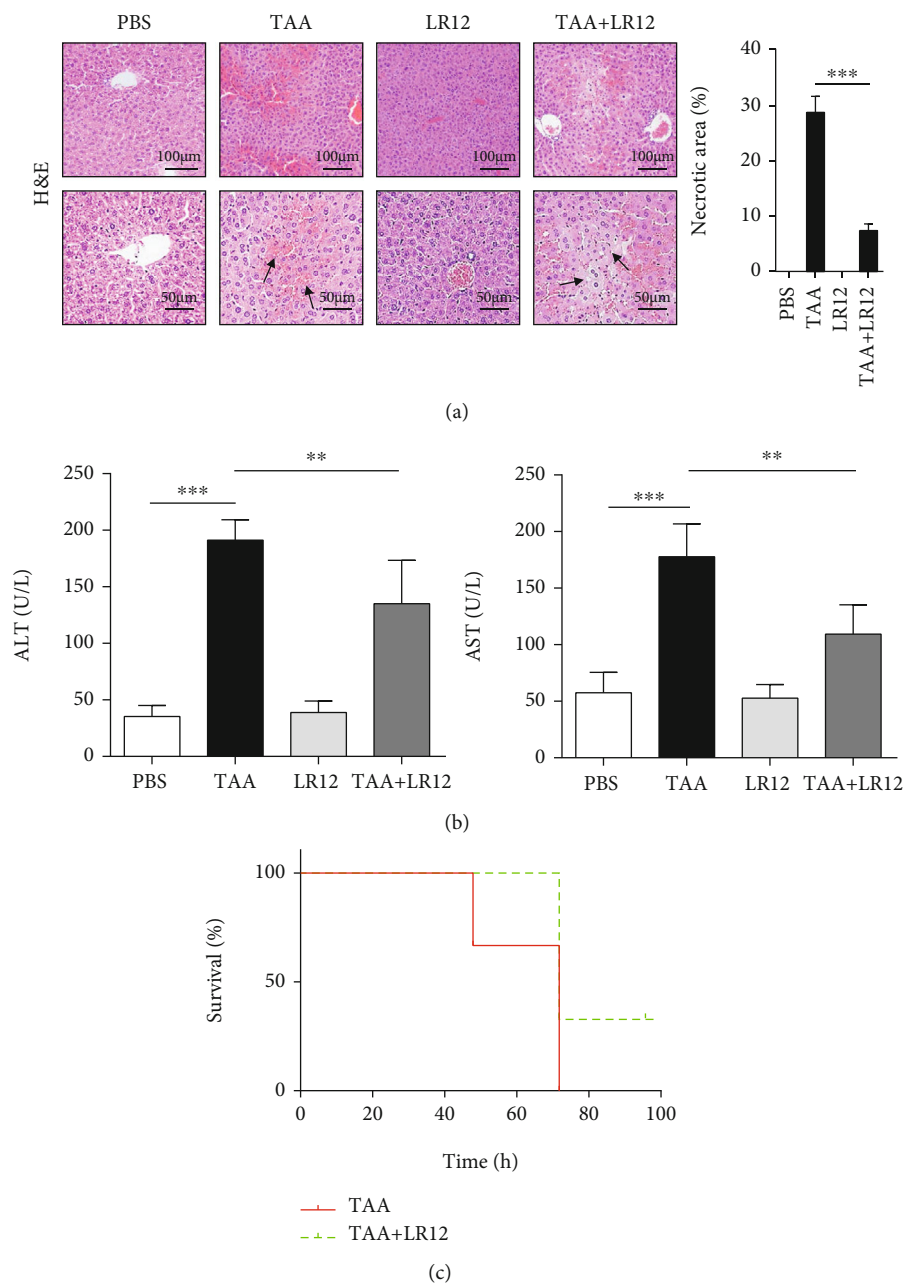 PBS TAA LR12 TAA+LR12
H&E
100μm 100μm 100μm 100μm
50μm 50μm 50μm 50μm
Necrotic area (%)
40
30
20
10
0
***
PBS TAA LR12 TAA+LR12
(a)
ALT (U/L)
250
200
150
100
50
0
***
**
PBS TAA LR12 TAA+LR12
AST (U/L)
250
200
150
100
50
0
***
**
PBS TAA LR12 TAA+LR12
(b)
Survival (%)
100
50
0
0 20 40 60 80 100
Time (h)
TAA
TAA+LR12
(c)